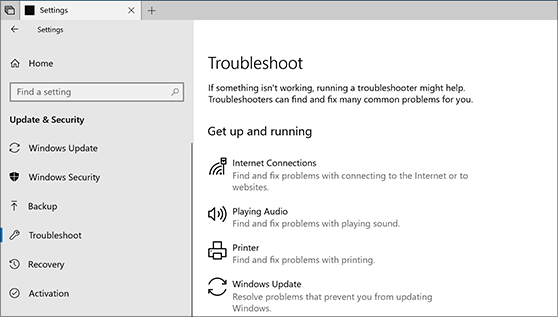 Settings
Settings
Home
Find a setting
Update & Security
Windows Update
Windows Security
Backup
Troubleshoot
Recovery
Activation
Troubleshoot
If something isn't working, running a troubleshooter might help.
Troubleshooters can find and fix many common problems for you.
Get up and running
Internet Connections
Find and fix problems with connecting to the Internet or to
websites.
Playing Audio
Find and fix problems with playing sound.
Printer
Find and fix problems with printing.
Windows Update
Resolve problems that prevent you from updating
Windows.